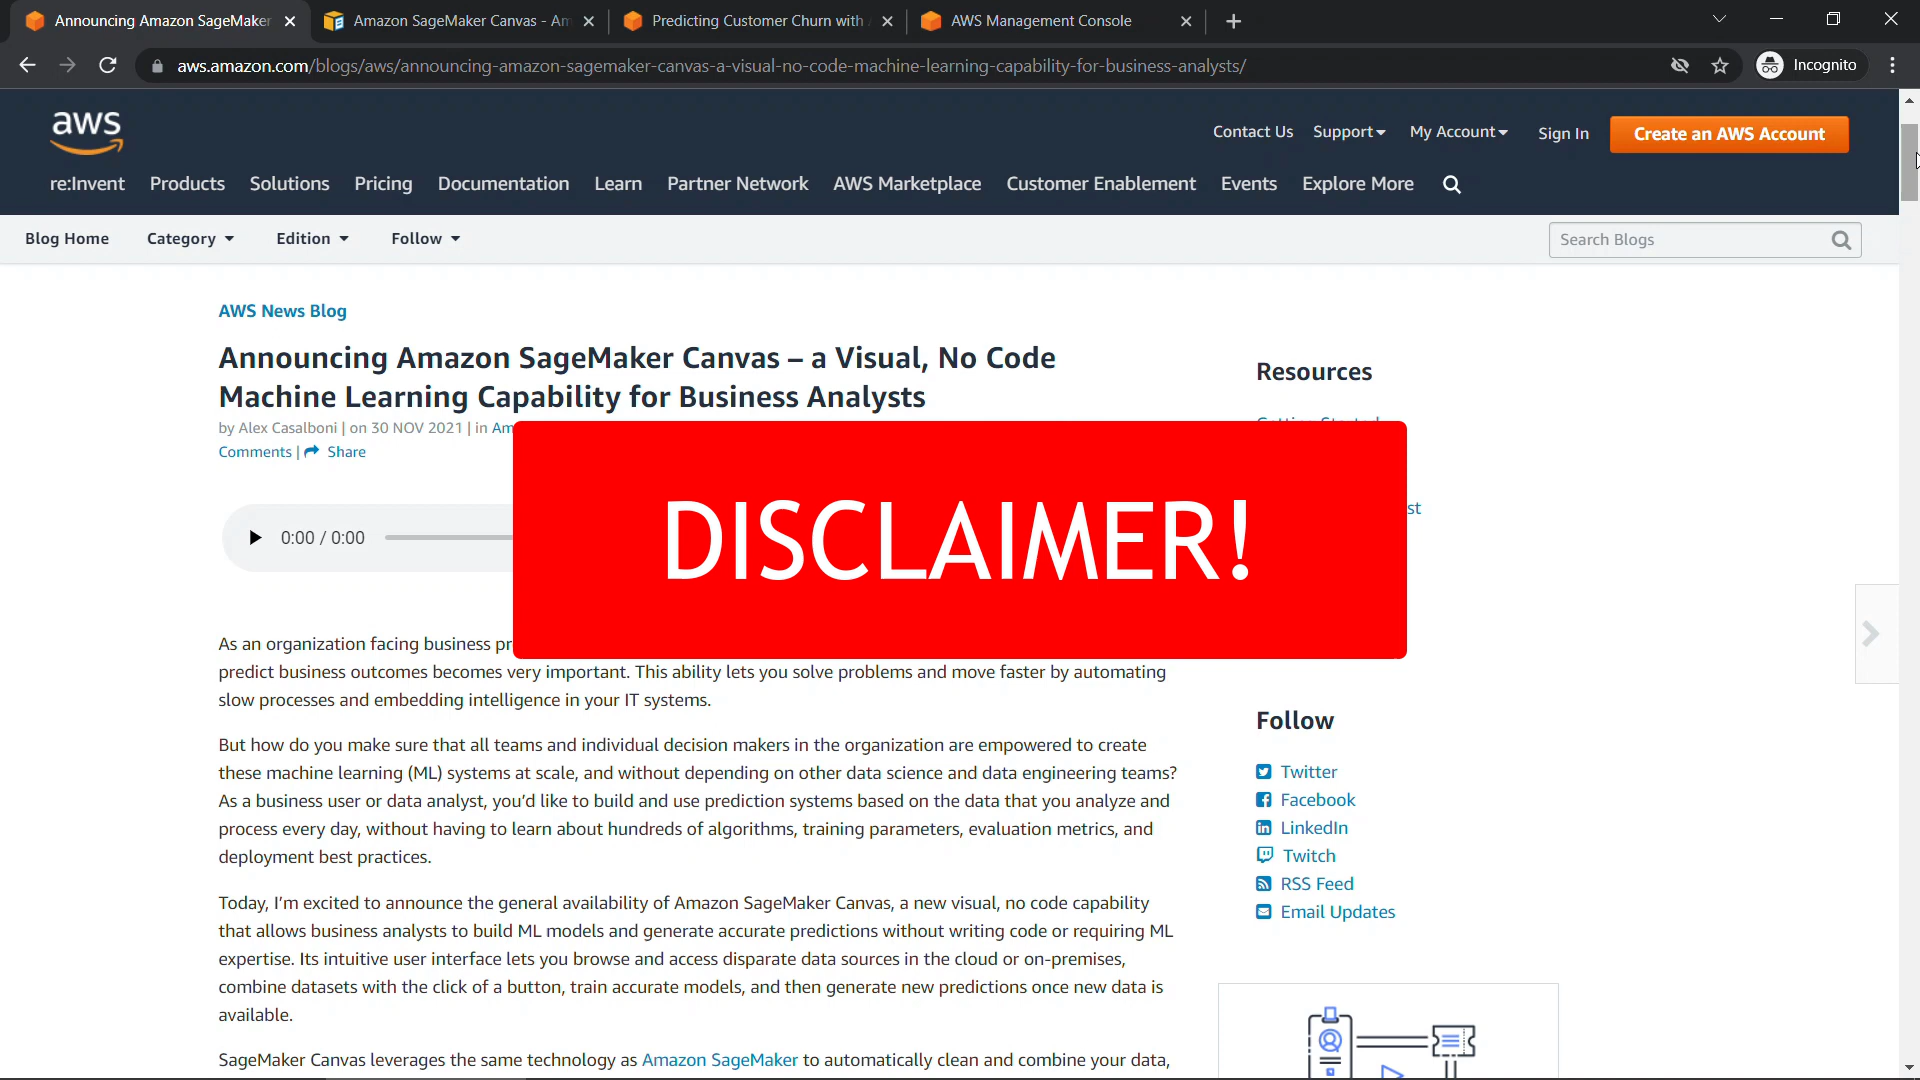 Announcing Amazon SageMaker
Amazon SageMaker Canvas - Am
Predicting Customer Churn with
AWS Management Console
aws.amazon.com/blogs/aws/announcing-amazon-sagemaker-canvas-a-visual-no-code-machine-learning-capability-for-business-analysts/
Incognito
aws
Contact Us Support My Account Sign In Create an AWS Account
re:Invent Products Solutions Pricing Documentation Learn Partner Network AWS Marketplace Customer Enablement Events Explore More
Blog Home Category Edition Follow
Search Blogs
AWS News Blog
Announcing Amazon SageMaker Canvas – a Visual, No Code
Machine Learning Capability for Business Analysts
by Alex Casalboni | on 30 NOV 2021 | in
Comments | Share
0:00 / 0:00
DISCLAIMER!
As an organization facing business
predict business outcomes becomes very important. This ability lets you solve problems and move faster by automating
slow processes and embedding intelligence in your IT systems.
But how do you make sure that all teams and individual decision makers in the organization are empowered to create
these machine learning (ML) systems at scale, and without depending on other data science and data engineering teams?
As a business user or data analyst, you’d like to build and use prediction systems based on the data that you analyze and
process every day, without having to learn about hundreds of algorithms, training parameters, evaluation metrics, and
deployment best practices.
Today, I’m excited to announce the general availability of Amazon SageMaker Canvas, a new visual, no code capability
that allows business analysts to build ML models and generate accurate predictions without writing code or requiring ML
expertise. Its intuitive user interface lets you browse and access disparate data sources in the cloud or on-premises,
combine datasets with the click of a button, train accurate models, and then generate new predictions once new data is
available.
SageMaker Canvas leverages the same technology as Amazon SageMaker to automatically clean and combine your data,
Resources
Follow
Twitter
Facebook
LinkedIn
Twitch
RSS Feed
Email Updates